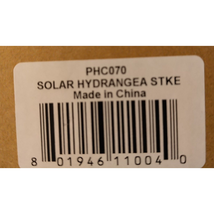 PHC070
SOLAR HYDRANGEA STKE
Made in China
8 01946 11004 0